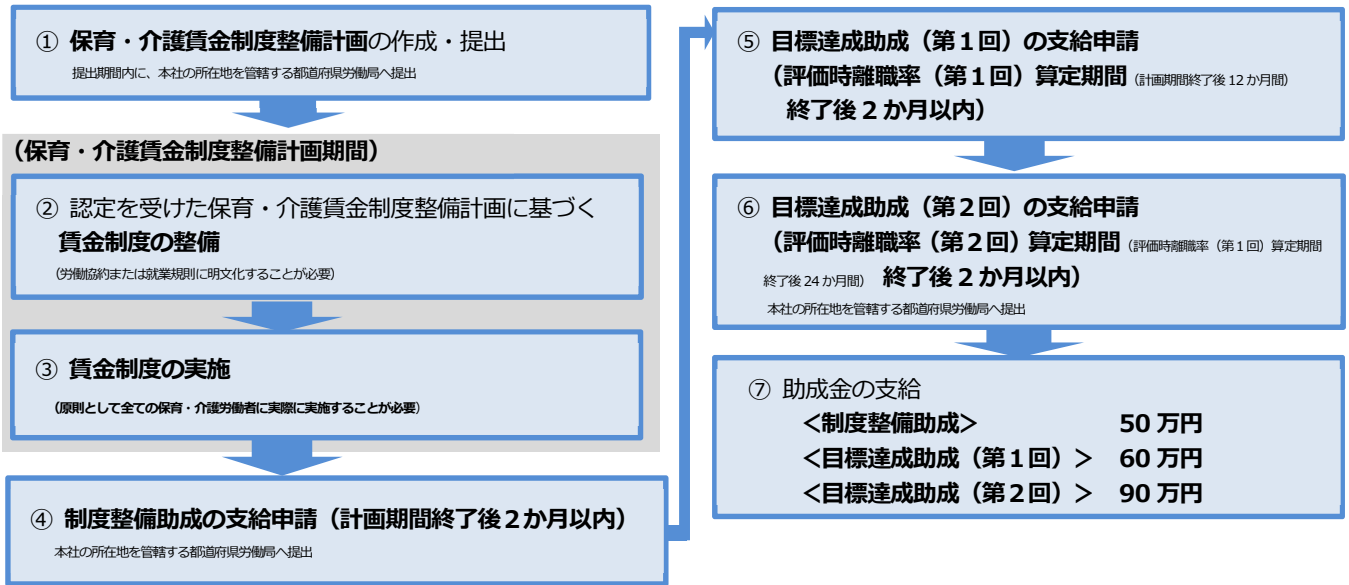 ① 保育・介護賃金制度整備計画の作成・提出
提出期間内に、本社の所在地を管轄する都道府県労働局へ提出
（保育・介護賃金制度整備計画期間）
② 認定を受けた保育・介護賃金制度整備計画に基づく
賃金制度の整備
（労働協約または就業規則に明文化することが必要）
③ 賃金制度の実施
（原則として全ての保育・介護労働者に実際に実施することが必要）
④ 制度整備助成の支給申請（計画期間終了後２か月以内）
本社の所在地を管轄する都道府県労働局へ提出
⑤ 目標達成助成（第１回）の支給申請
（評価時離職率（第１回）算定期間（計画期間終了後 12 か月間）
終了後 2 か月以内）
⑥ 目標達成助成（第２回）の支給申請
（評価時離職率（第２回）算定期間（評価時離職率（第１回）算定期間
終了後 24 か月間） 終了後 2 か月以内）
本社の所在地を管轄する都道府県労働局へ提出
⑦ 助成金の支給
＜制度整備助成＞ 50 万円
＜目標達成助成（第１回）＞ 60 万円
＜目標達成助成（第２回）＞ 90 万円